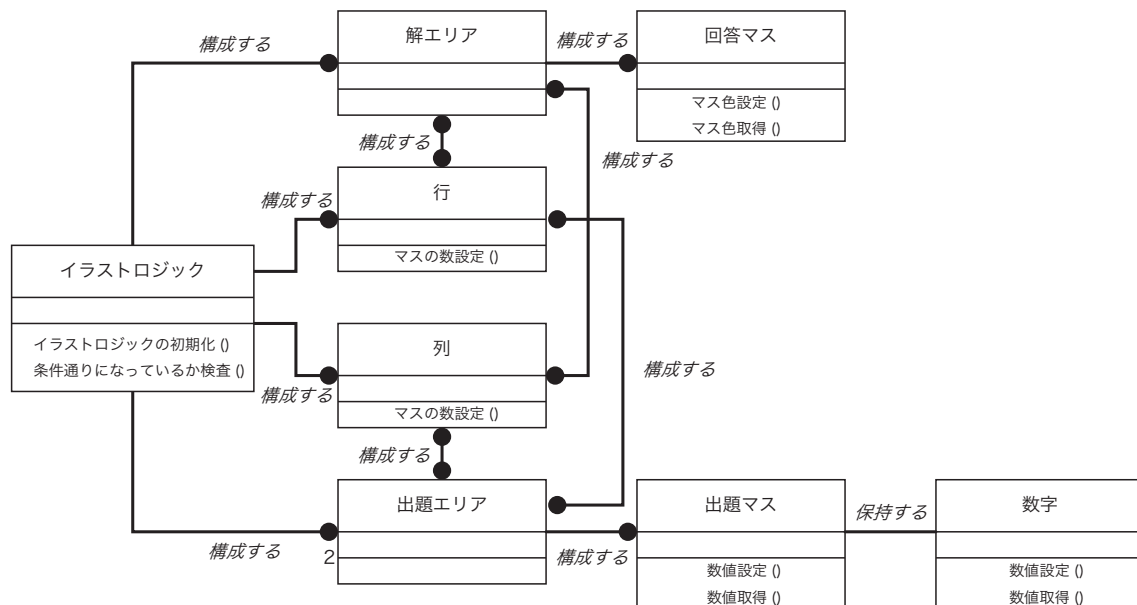 解エリア
回答マス
構成する
構成する
マス色設定 ()
マス色取得 ()
構成する
構成する
構成する
行
マスの数設定 ()
イラストロジック
イラストロジックの初期化 ()
条件通りになっているか検査 ()
列
構成する
構成する
マスの数設定 ()
構成する
出題エリア
出題マス
保持する
数字
構成する
2
構成する
数値設定 ()
数値取得 ()
数値設定 ()
数値取得 ()